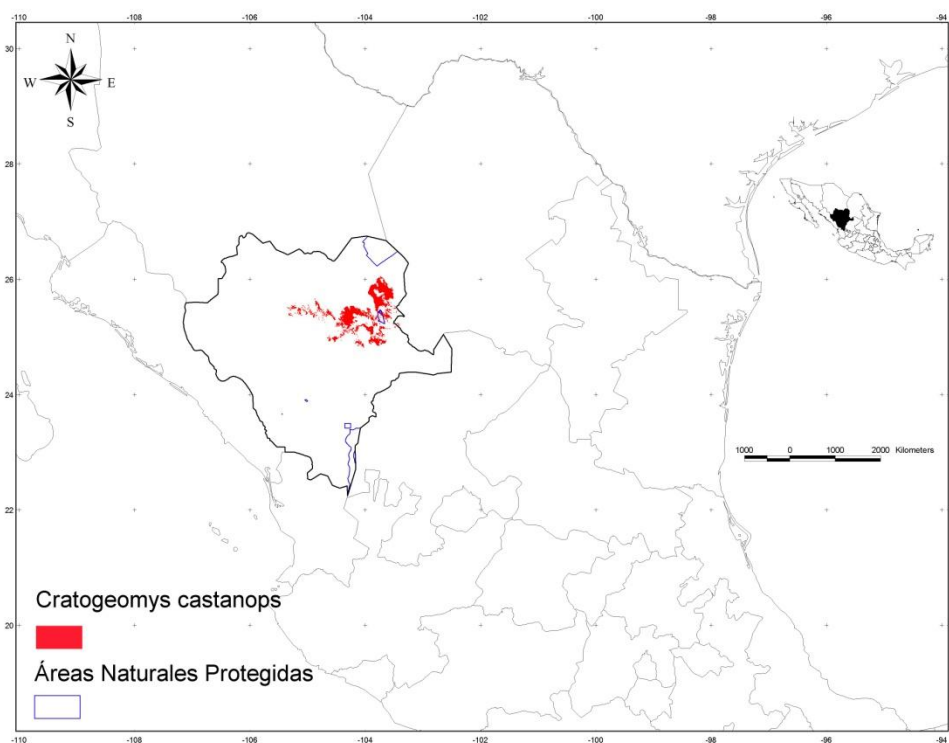 -110 -108 -106 -104 -102 -100 -98 -96 -94
30
N
W E
S
28
26
24
1000 0 1000 2000 Kilometers
22
Cratogeomys castanops
20
Áreas Naturales Protegidas
-110 -108 -106 -104 -102 -100 -98 -96 -94